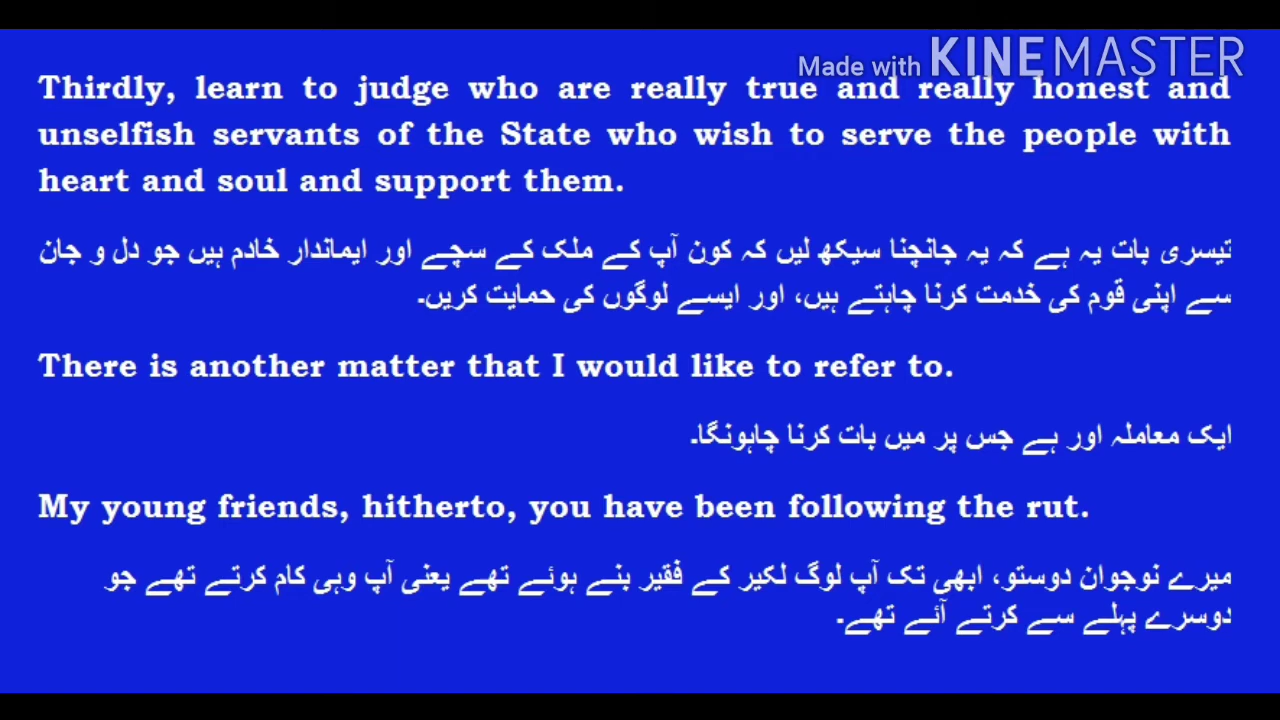 Made with KINEMASTER
Thirdly, learn to judge who are really true and really honest and
unselfish servants of the State who wish to serve the people with
heart and soul and support them.
تیسری بات یہ ہے کہ یہ جانچنا سیکھ لیں کہ کون آپ کے ملک کے سچے اور ایماندار خادم ہیں جو دل و جان
سے اپنی قوم کی خدمت کرنا چاہتے ہیں، اور ایسے لوگوں کی حمایت کریں۔
There is another matter that I would like to refer to.
ایک معاملہ اور ہے جس پر میں بات کرنا چاہونگا۔
My young friends, hitherto, you have been following the rut.
میرے نوجوان دوستو، ابھی تک آپ لوگ لکیر کے فقیر بنے ہوئے تھے یعنی آپ وہی کام کرتے تھے جو
دوسرے پہلے سے کرتے آئے تھے۔